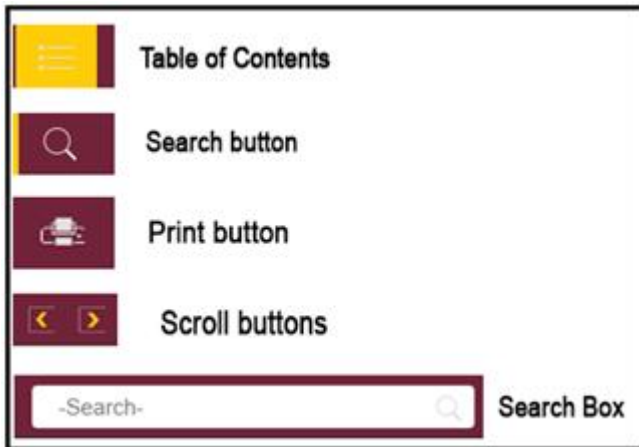 Table of Contents
Search button
Print button
Scroll buttons
-Search-
Search Box